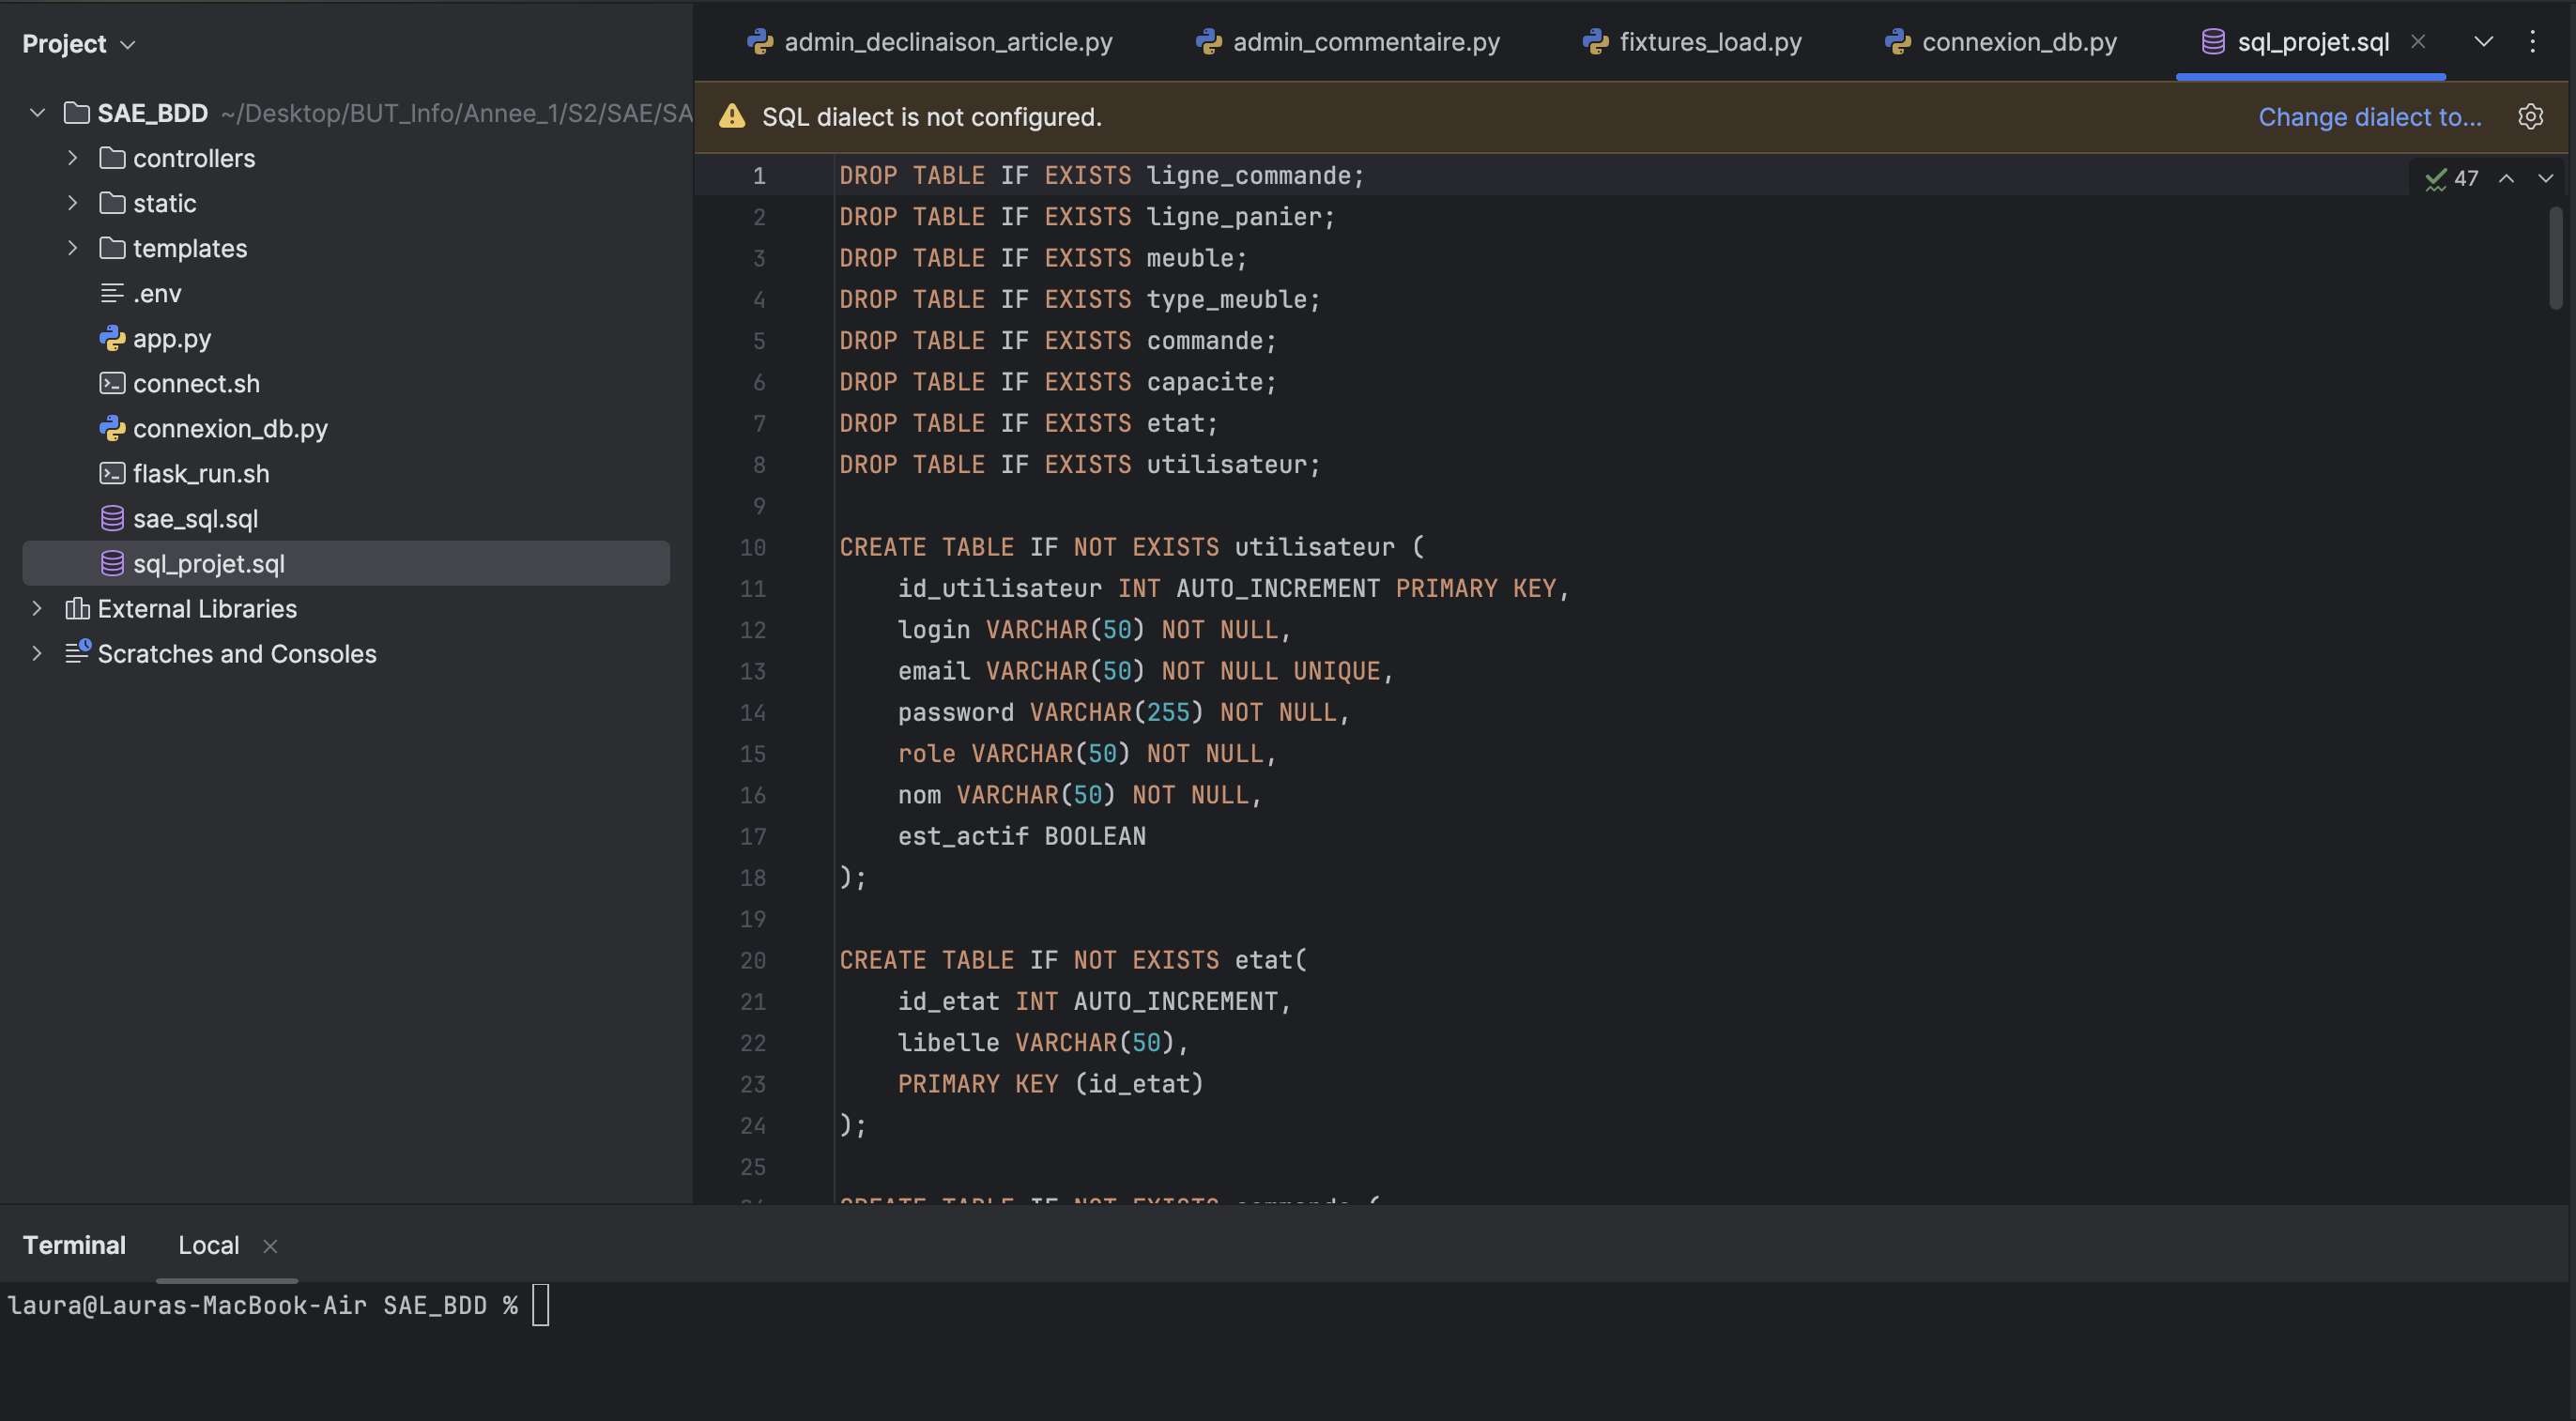 Project
SAE_BDD ~/Desktop/BUT_Info/Annee_1/S2/SAE/SA
controllers
static
templates
.env
app.py
connect.sh
connexion_db.py
flask_run.sh
sae_sql.sql
sql_projet.sql
External Libraries
Scratches and Consoles
admin_declinaison_article.py admin_commentaire.py fixtures_load.py connexion_db.py sql_projet.sql
SQL dialect is not configured. Change dialect to...
47
1 DROP TABLE IF EXISTS ligne_commande;
2 DROP TABLE IF EXISTS ligne_panier;
3 DROP TABLE IF EXISTS meuble;
4 DROP TABLE IF EXISTS type_meuble;
5 DROP TABLE IF EXISTS commande;
6 DROP TABLE IF EXISTS capacite;
7 DROP TABLE IF EXISTS etat;
8 DROP TABLE IF EXISTS utilisateur;
9
10 CREATE TABLE IF NOT EXISTS utilisateur (
11 id_utilisateur INT AUTO_INCREMENT PRIMARY KEY,
12 login VARCHAR(50) NOT NULL,
13 email VARCHAR(50) NOT NULL UNIQUE,
14 password VARCHAR(255) NOT NULL,
15 role VARCHAR(50) NOT NULL,
16 nom VARCHAR(50) NOT NULL,
17 est_actif BOOLEAN
18 );
19
20 CREATE TABLE IF NOT EXISTS etat(
21 id_etat INT AUTO_INCREMENT,
22 libelle VARCHAR(50),
23 PRIMARY KEY (id_etat)
24 );
25
CREATE TABLE IF NOT EXISTS commande (
Terminal Local
laura@Lauras-MacBook-Air SAE_BDD %